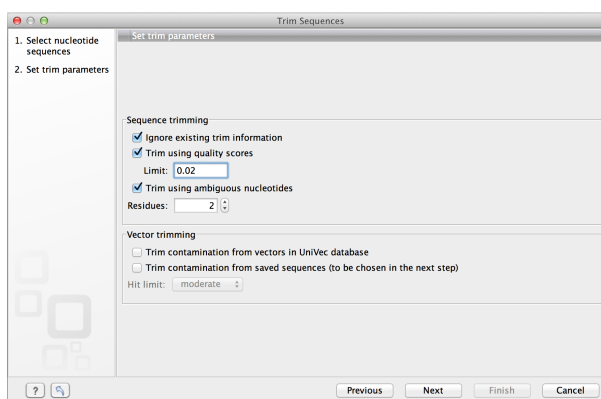 Trim Sequences
1. Select nucleotide
sequences
2. Set trim parameters
Set trim parameters
Sequence trimming
Ignore existing trim information
Trim using quality scores
Limit: 0.02
Trim using ambiguous nucleotides
Residues: 2
Vector trimming
Trim contamination from vectors in UniVec database
Trim contamination from saved sequences (to be chosen in the next step)
Hit limit: moderate
? Previous Next Finish Cancel